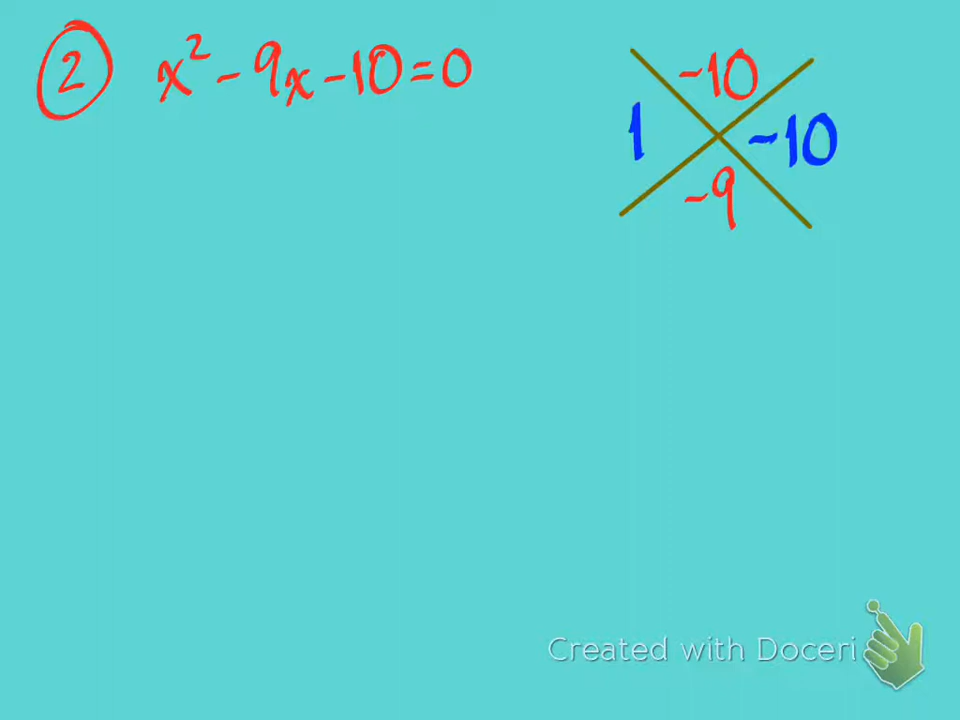 2 x² - 9x - 10 = 0
-10
1 -10
-9
Created with Doceri